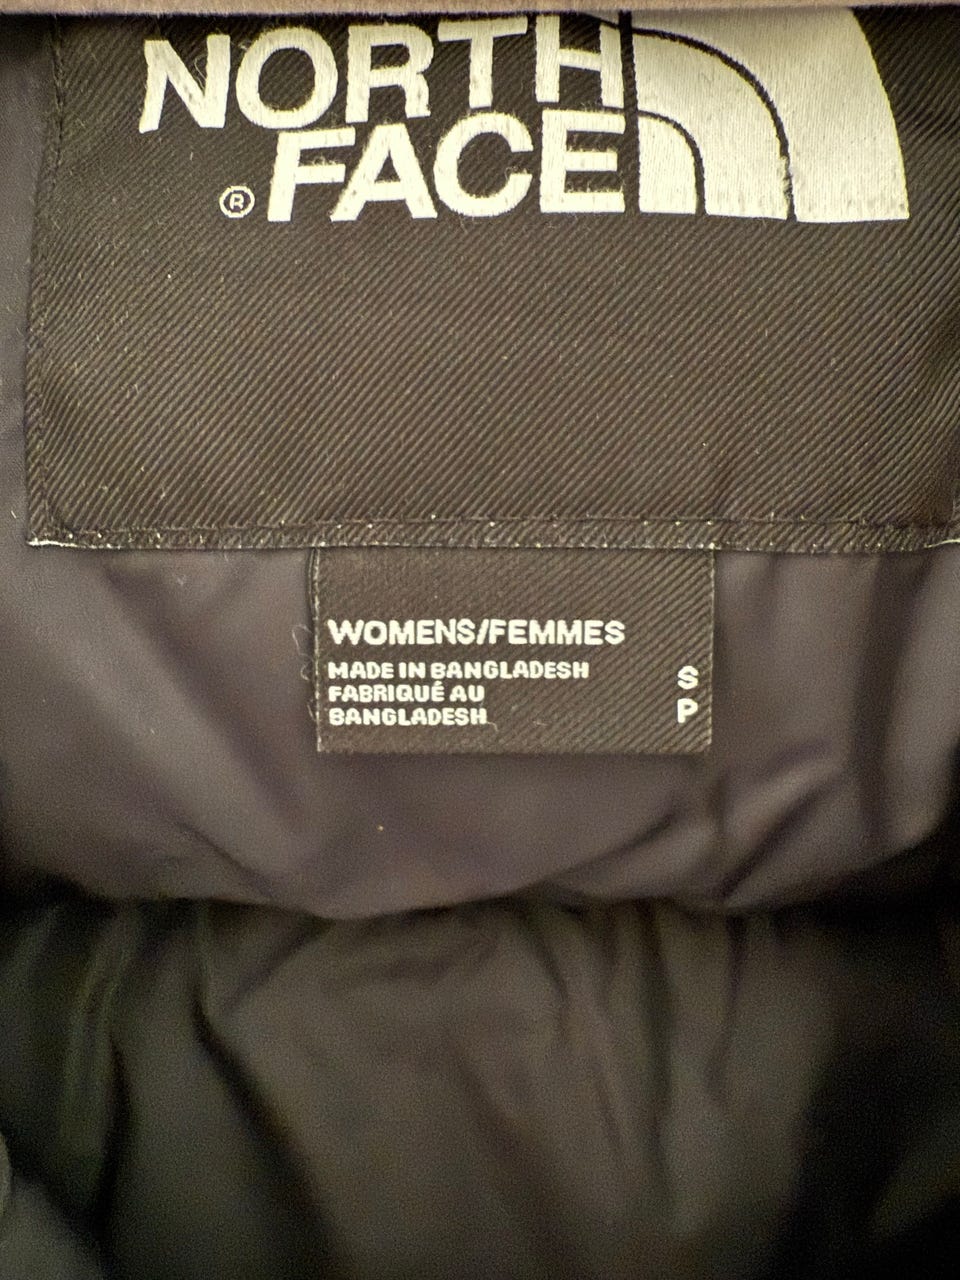 NORTH
FACE
®
WOMENS/FEMMES
MADE IN BANGLADESH
FABRIQUÉ AU
BANGLADESH
S
P